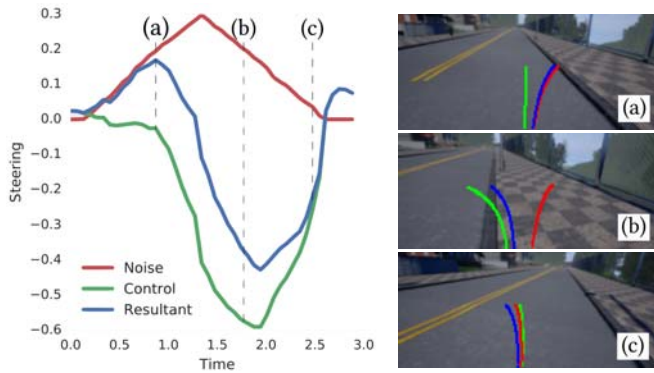 0.3
0.2
0.1
0.0
−0.1
−0.2
−0.3
−0.4
−0.5
−0.6
Steering
(a)
(b)
(c)
Noise
Control
Resultant
0.0 0.5 1.0 1.5 2.0 2.5 3.0
Time
(a)
(b)
(c)